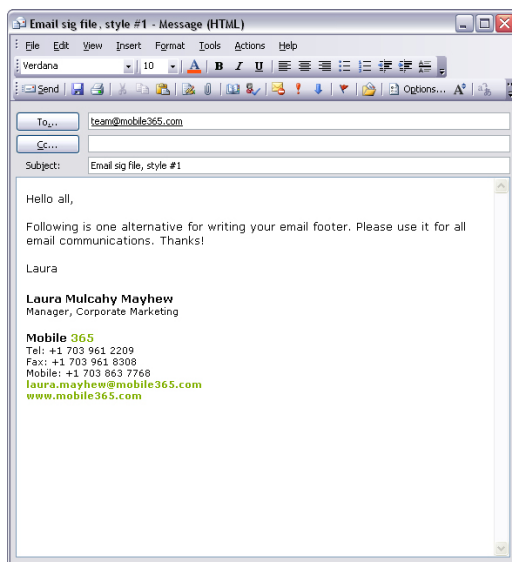 Email sig file, style #1 - Message (HTML)
File Edit View Insert Format Tools Actions Help
Verdana 10 A B I U
Send Options...
To... team@mobile365.com
Cc...
Subject: Email sig file, style #1
Hello all,
Following is one alternative for writing your email footer. Please use it for all
email communications. Thanks!
Laura
Laura Mulcahy Mayhew
Manager, Corporate Marketing
Mobile 365
Tel: +1 703 961 2209
Fax: +1 703 961 8308
Mobile: +1 703 863 7768
laura.mayhew@mobile365.com
www.mobile365.com